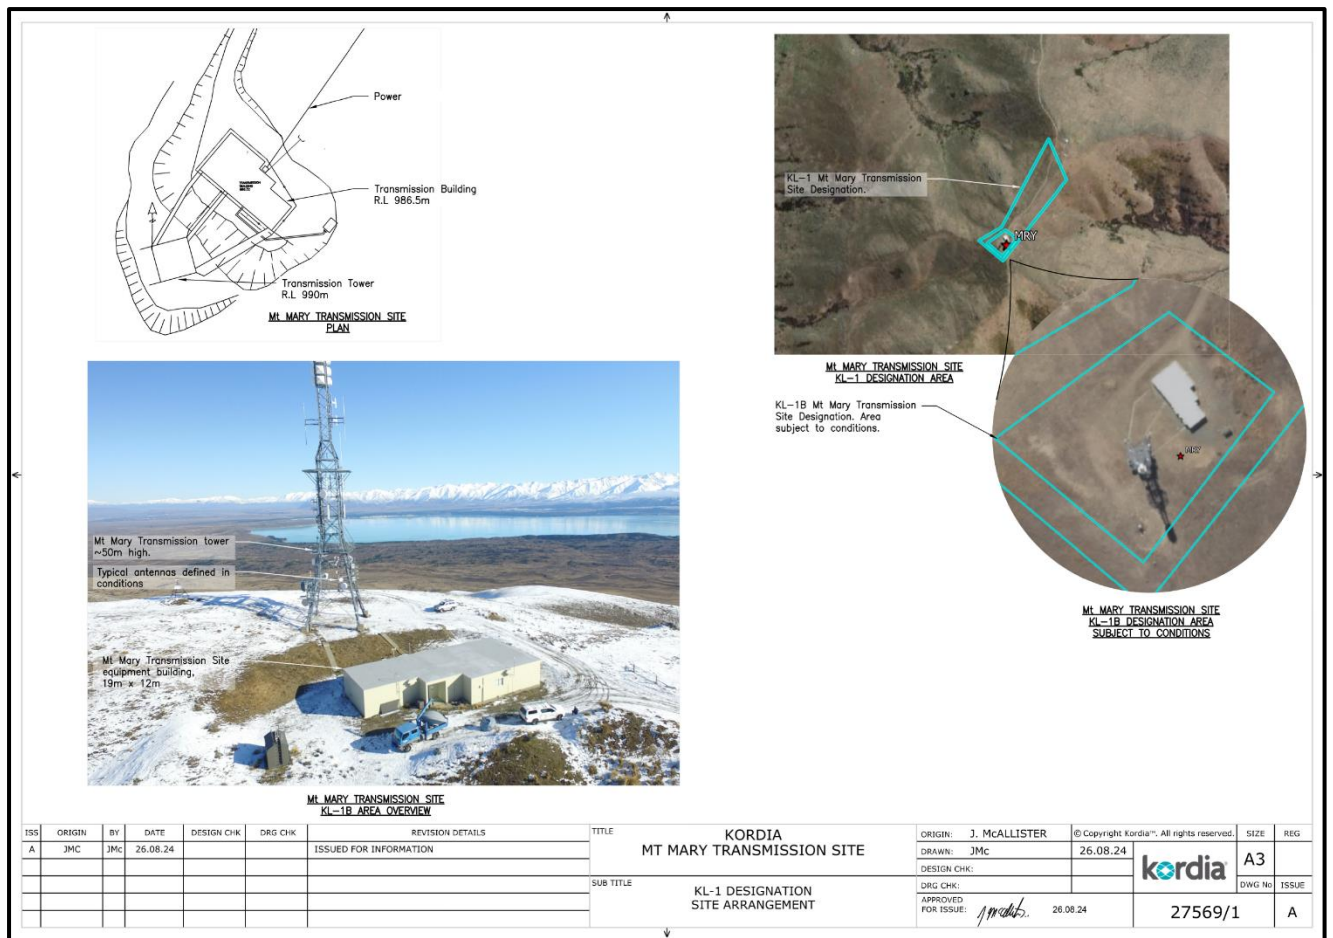 Power
TRANSMISSION
BUILDING
Transmission Building
R.L 986.5m
Transmission Tower
R.L 990m
Mt MARY TRANSMISSION SITE
PLAN
KL-1 Mt Mary Transmission
Site Designation.
MRY
Mt MARY TRANSMISSION SITE
KL-1 DESIGNATION AREA
KL-1B Mt Mary Transmission
Site Designation. Area
subject to conditions.
MRY
Mt MARY TRANSMISSION SITE
KL-1B DESIGNATION AREA
SUBJECT TO CONDITIONS
Mt Mary Transmission tower
~50m high.
Typical antennas defined in
conditions
Mt Mary Transmission Site
equipment building,
19m x 12m
Mt MARY TRANSMISSION SITE
KL-1B AREA OVERVIEW
ISS ORIGIN BY DATE DESIGN CHK DRG CHK REVISION DETAILS
A JMC JMc 26.08.24 ISSUED FOR INFORMATION
TITLE
KORDIA
MT MARY TRANSMISSION SITE
SUB TITLE
KL-1 DESIGNATION
SITE ARRANGEMENT
ORIGIN: J. McALLISTER
© Copyright Kordia™. All rights reserved.
DRAWN: JMc 26.08.24
DESIGN CHK:
DRG CHK:
APPROVED
FOR ISSUE: 26.08.24
kordia
SIZE REG
A3
DWG No ISSUE
27569/1 A